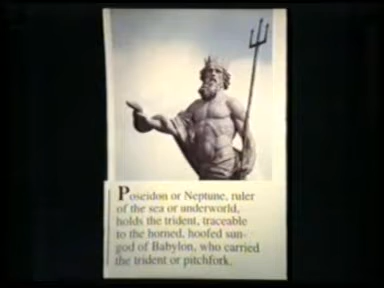 Poseidon or Neptune, ruler
of the sea or underworld,
holds the trident, traceable
to the horned, hoofed sun-
god of Babylon, who carried
the trident or pitchfork.